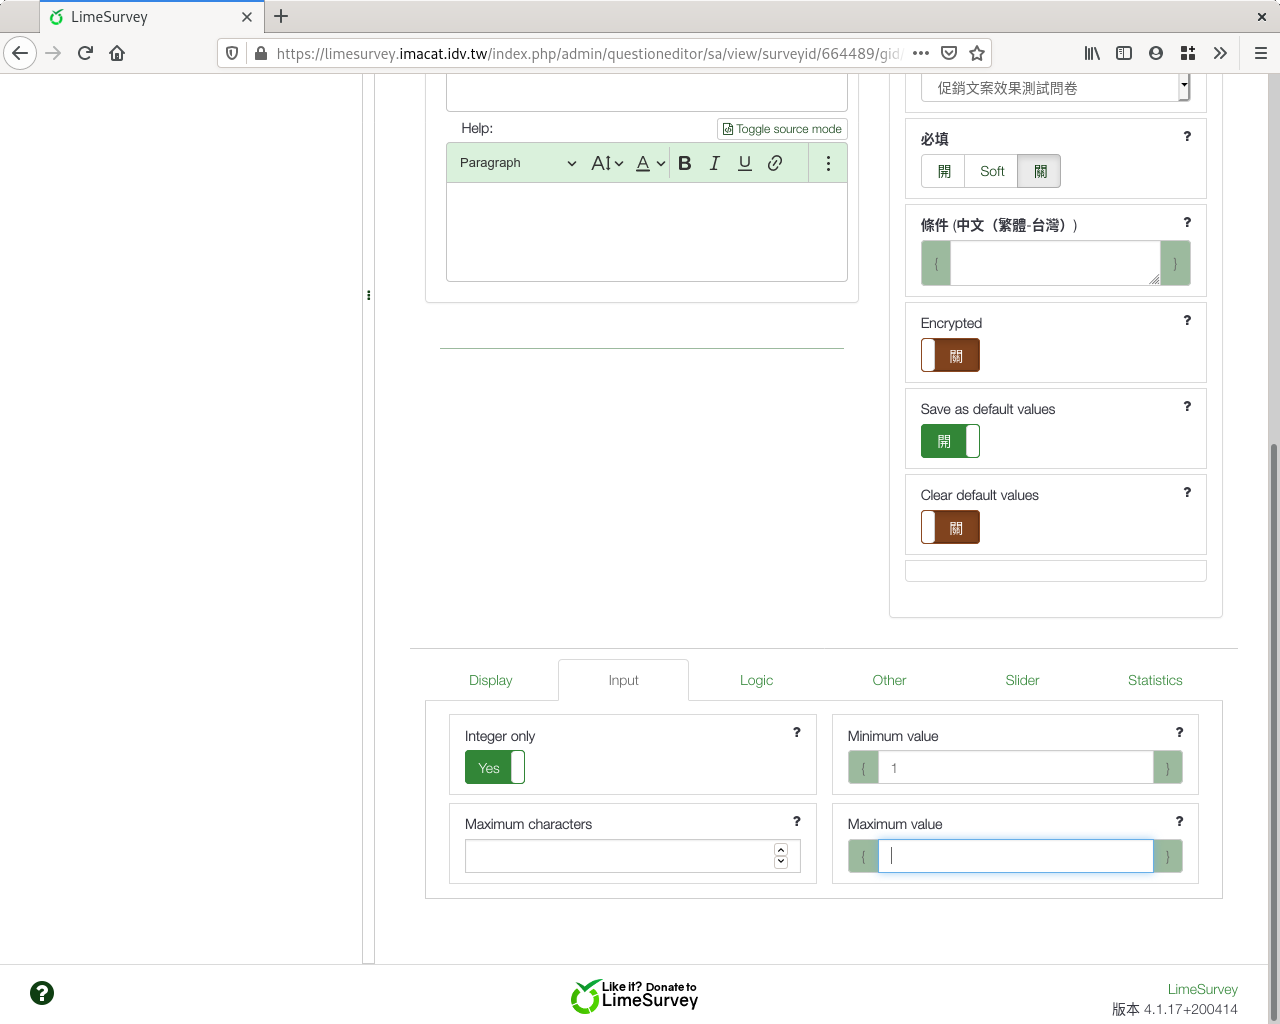 LimeSurvey
https://limesurvey.imacat.idv.tw/index.php/admin/questioneditor/sa/view/surveyid/664489/gid/
促銷文案效果測試問卷
Help:
Toggle source mode
Paragraph
A A B I U
必填
?
開 Soft 關
條件 (中文（繁體-台灣）)
?
{ }
Encrypted
?
關
Save as default values
?
開
Clear default values
?
關
Display Input Logic Other Slider Statistics
Integer only
?
Yes
Minimum value
?
{ 1 }
Maximum characters
?
Maximum value
?
{ }
?
Like it? Donate to
LimeSurvey
LimeSurvey
版本 4.1.17+200414